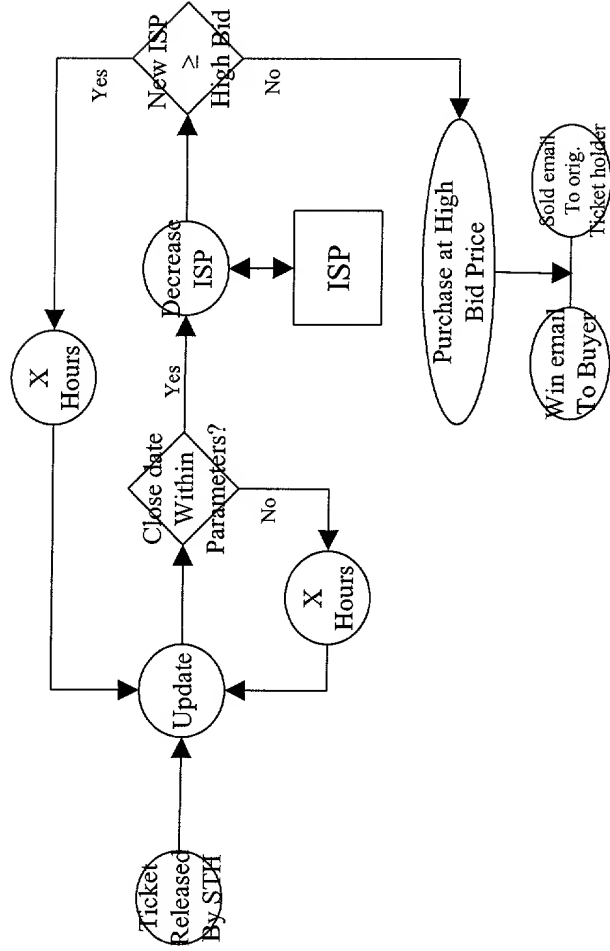 Ticket
Released
By STH
Update
X
Hours
X
Hours
Close date
Within
Parameters?
Yes
No
Decrease
ISP
ISP
New ISP
≥
High Bid
Yes
No
Purchase at High
Bid Price
Win email
To Buyer
Sold email
To orig.
Ticket holder